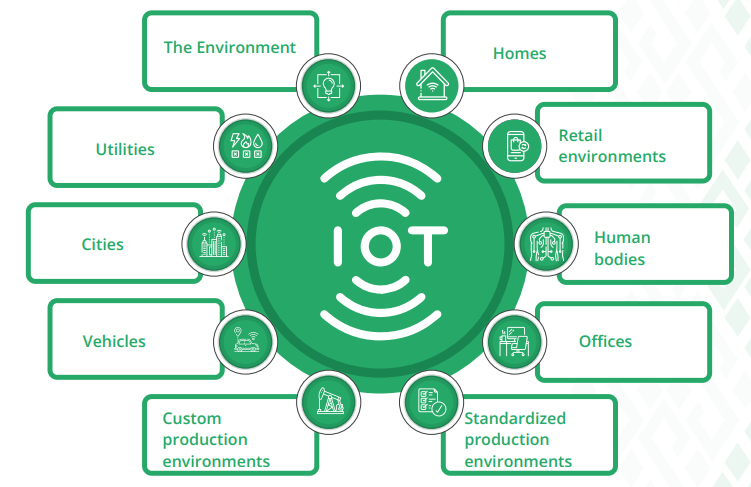 The Environment
Homes
Utilities
Retail
environments
Cities
IOT
Human
bodies
Vehicles
Offices
Custom
production
environments
Standardized
production
environments